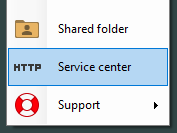 Shared folder
HTTP Service center
Support